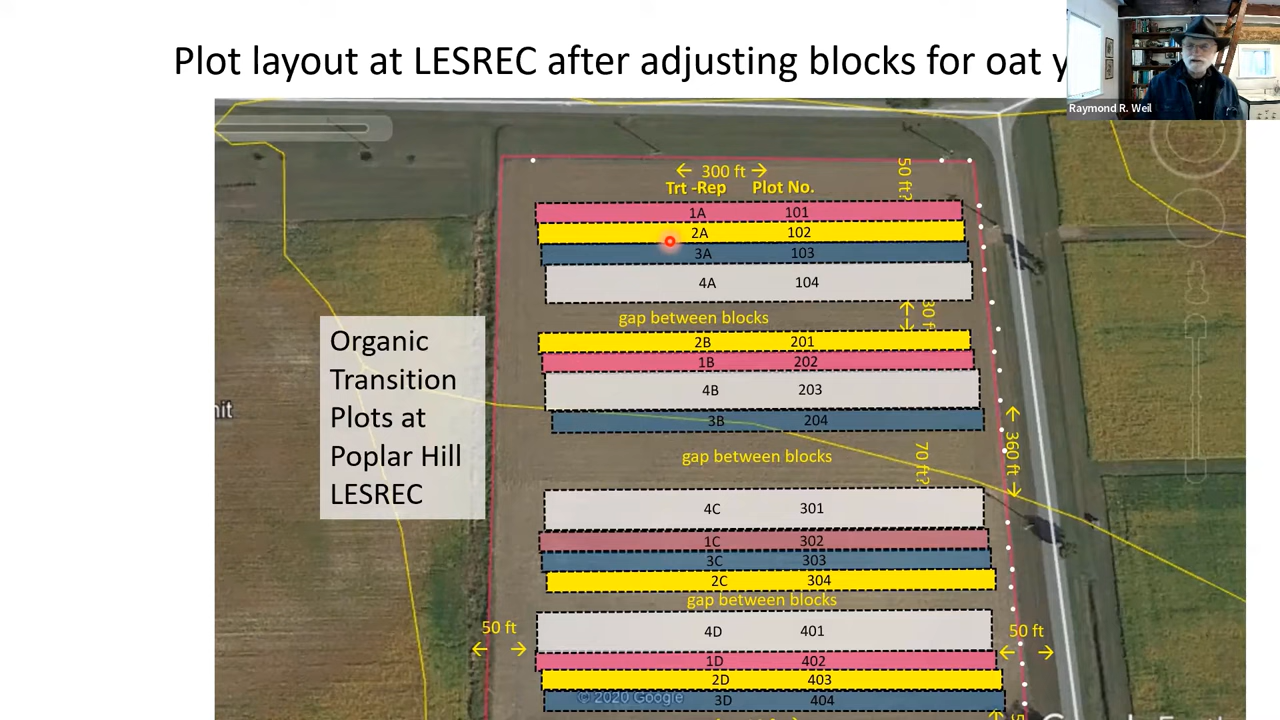 Plot layout at LESREC after adjusting blocks for oat y
Raymond R. Weil
← 300 ft →
50 ft?
Trt -Rep Plot No.
1A 101
2A 102
3A 103
4A 104
gap between blocks
30 ft
2B 201
1B 202
4B 203
3B 204
Organic
Transition
Plots at
Poplar Hill
LESREC
gap between blocks
70 ft?
← 360 ft →
4C 301
1C 302
3C 303
2C 304
gap between blocks
50 ft
← →
50 ft
← →
4D 401
1D 402
2D 403
3D 404
© 2020 Google